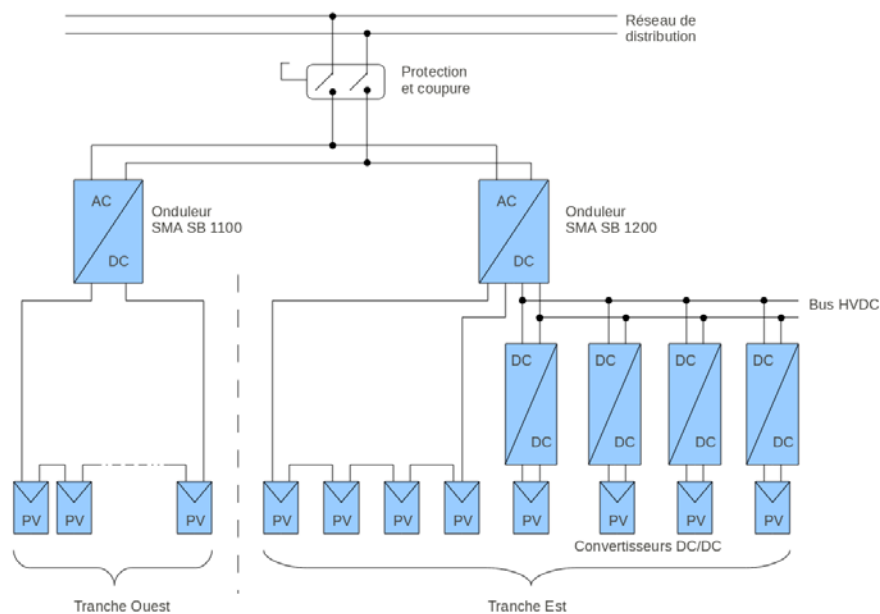 Réseau de
distribution
Protection
et coupure
AC
DC
Onduleur
SMA SB 1100
AC
DC
Onduleur
SMA SB 1200
Bus HVDC
DC
DC
DC
DC
DC
DC
DC
DC
PV
PV
PV
PV
PV
PV
PV
PV
PV
PV
PV
Convertisseurs DC/DC
Tranche Ouest
Tranche Est